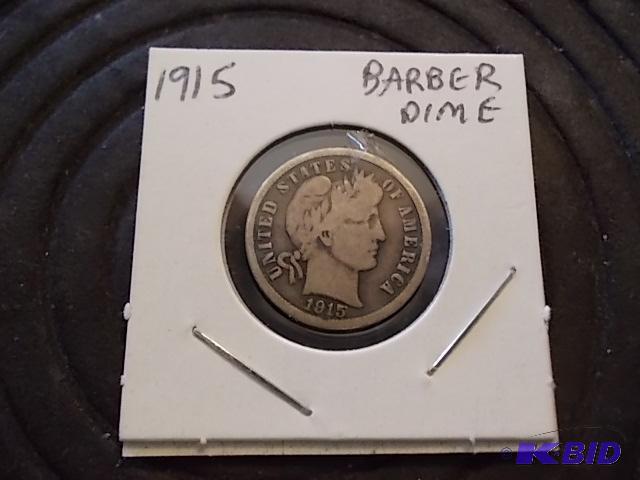 1915
BARBER
DIME
UNITED STATES OF AMERICA
1915
K-BID